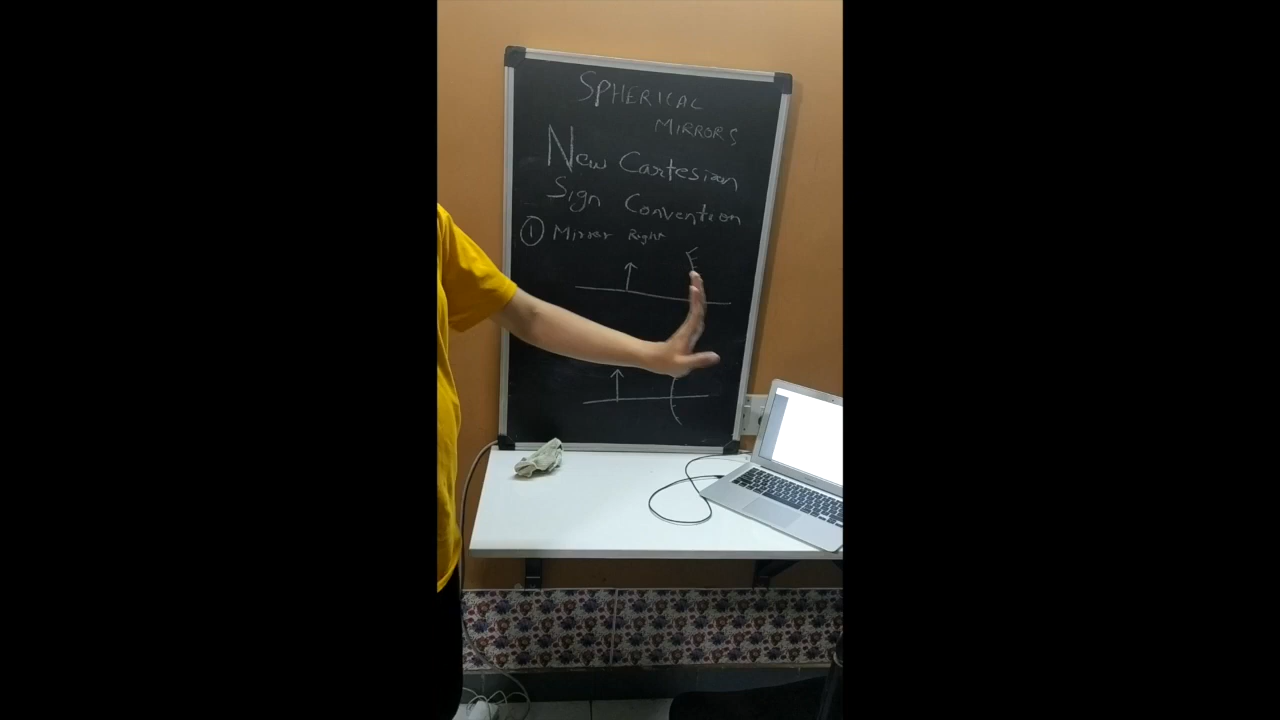 SPHERICAL
MIRRORS
New Cartesian
Sign Convention
① Mirror Right